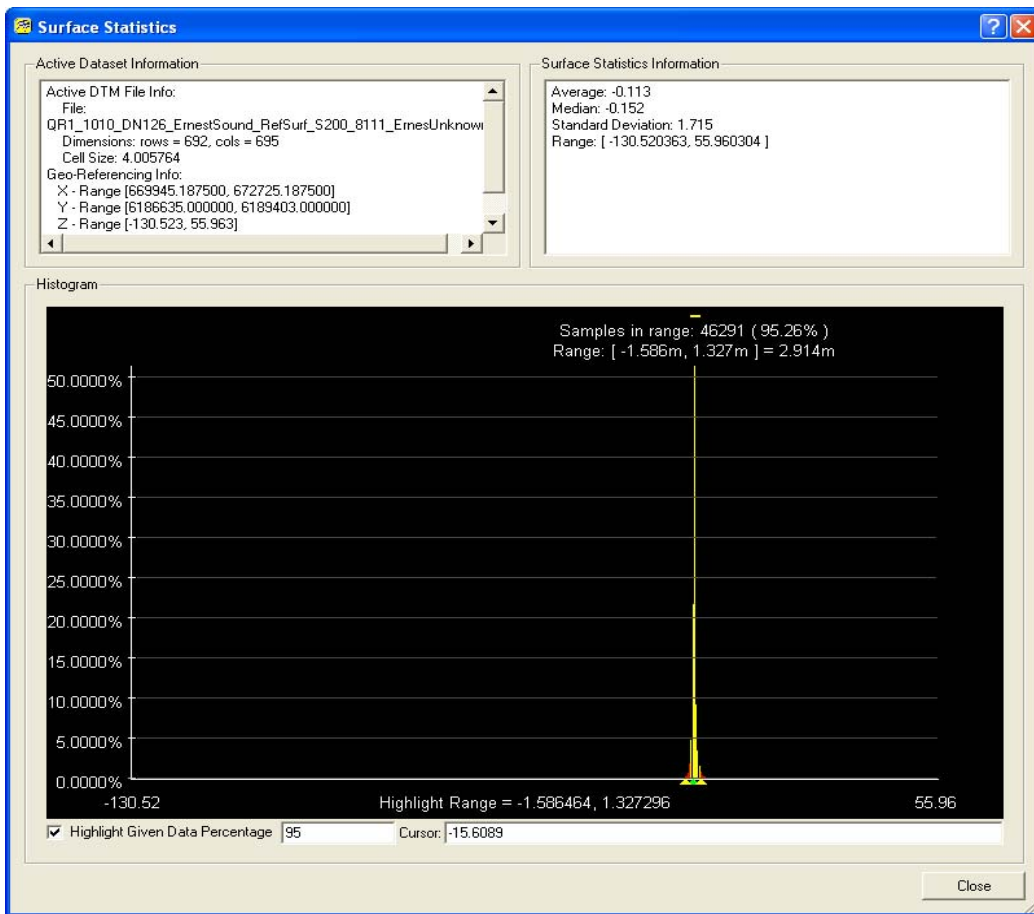 Surface Statistics
Active Dataset Information
Active DTM File Info:
File:
QR1_1010_DN126_ErnestSound_RefSurf_S200_8111_ErnesUnknow
Dimensions: rows = 692, cols = 695
Cell Size: 4.005764
Geo-Referencing Info:
X - Range [669945.187500, 672725.187500]
Y - Range [6186635.000000, 6189403.000000]
Z - Range [-130.523, 55.963]
Surface Statistics Information
Average: -0.113
Median: -0.152
Standard Deviation: 1.715
Range: [ -130.520363, 55.960304 ]
Histogram
Samples in range: 46291 ( 95.26% )
Range: [ -1.586m, 1.327m ] = 2.914m
50.0000%
45.0000%
40.0000%
35.0000%
30.0000%
25.0000%
20.0000%
15.0000%
10.0000%
5.0000%
0.0000%
-130.52
Highlight Range = -1.586464, 1.327296
55.96
Highlight Given Data Percentage 95 Cursor: -15.6089
Close